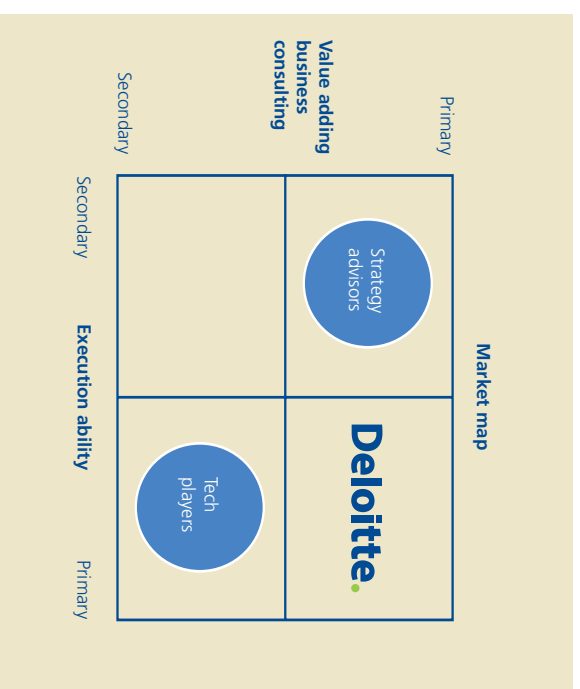 Market map
Primary
Value adding
business
consulting
Secondary
Strategy
advisors
Deloitte.
Tech
players
Secondary
Execution ability
Primary